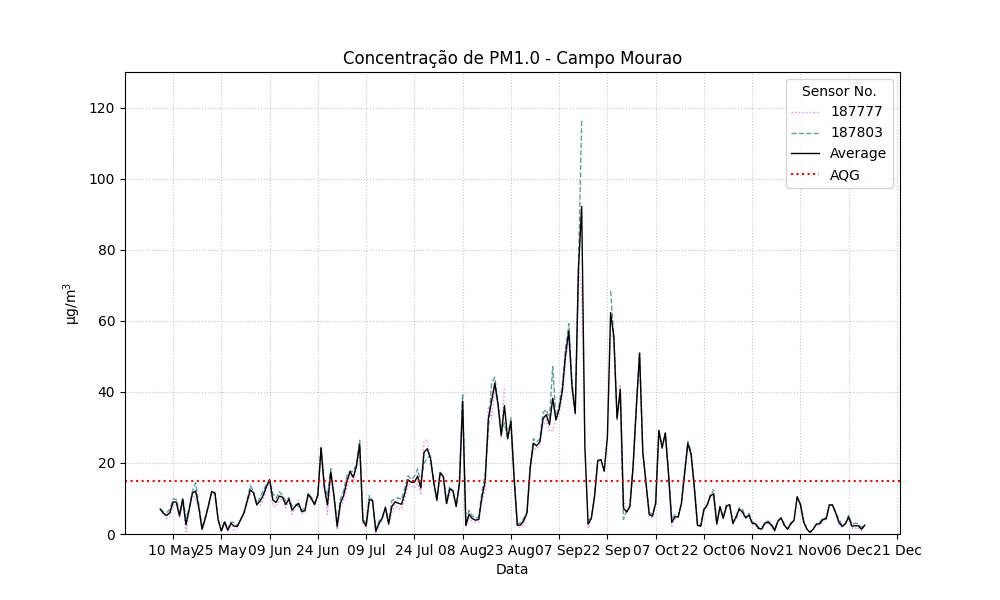 Concentração de PM1.0 - Campo Mourao
Sensor No.
187777
187803
Average
AQG
120
100
80
60
40
20
0
µg/m³
10 May 25 May 09 Jun 24 Jun 09 Jul 24 Jul 08 Aug 23 Aug 07 Sep 22 Sep 07 Oct 22 Oct 06 Nov 21 Nov 06 Dec 21 Dec
Data